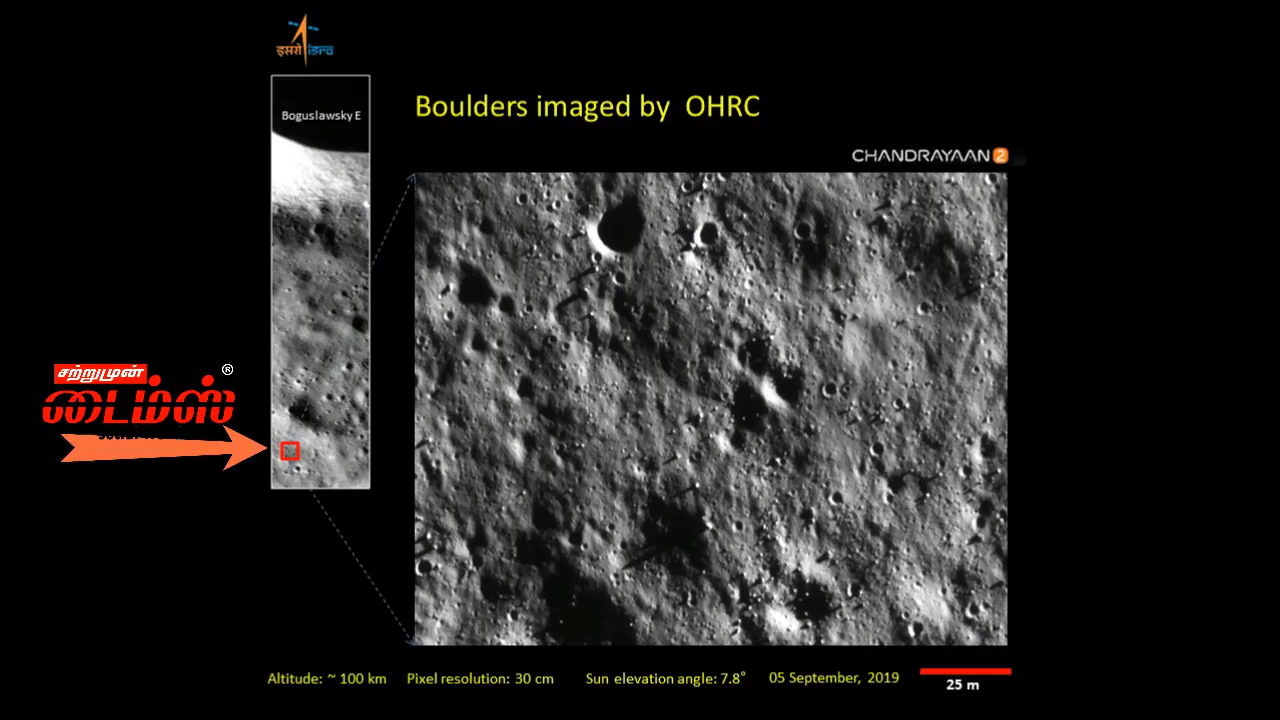 इसरो isro
Boguslawsky E
Boulders imaged by OHRC
CHANDRAYAAN 2
சற்றுமுன்
டைம்ஸ்
®
Altitude: ~ 100 km Pixel resolution: 30 cm Sun elevation angle: 7.8° 05 September, 2019
25 m